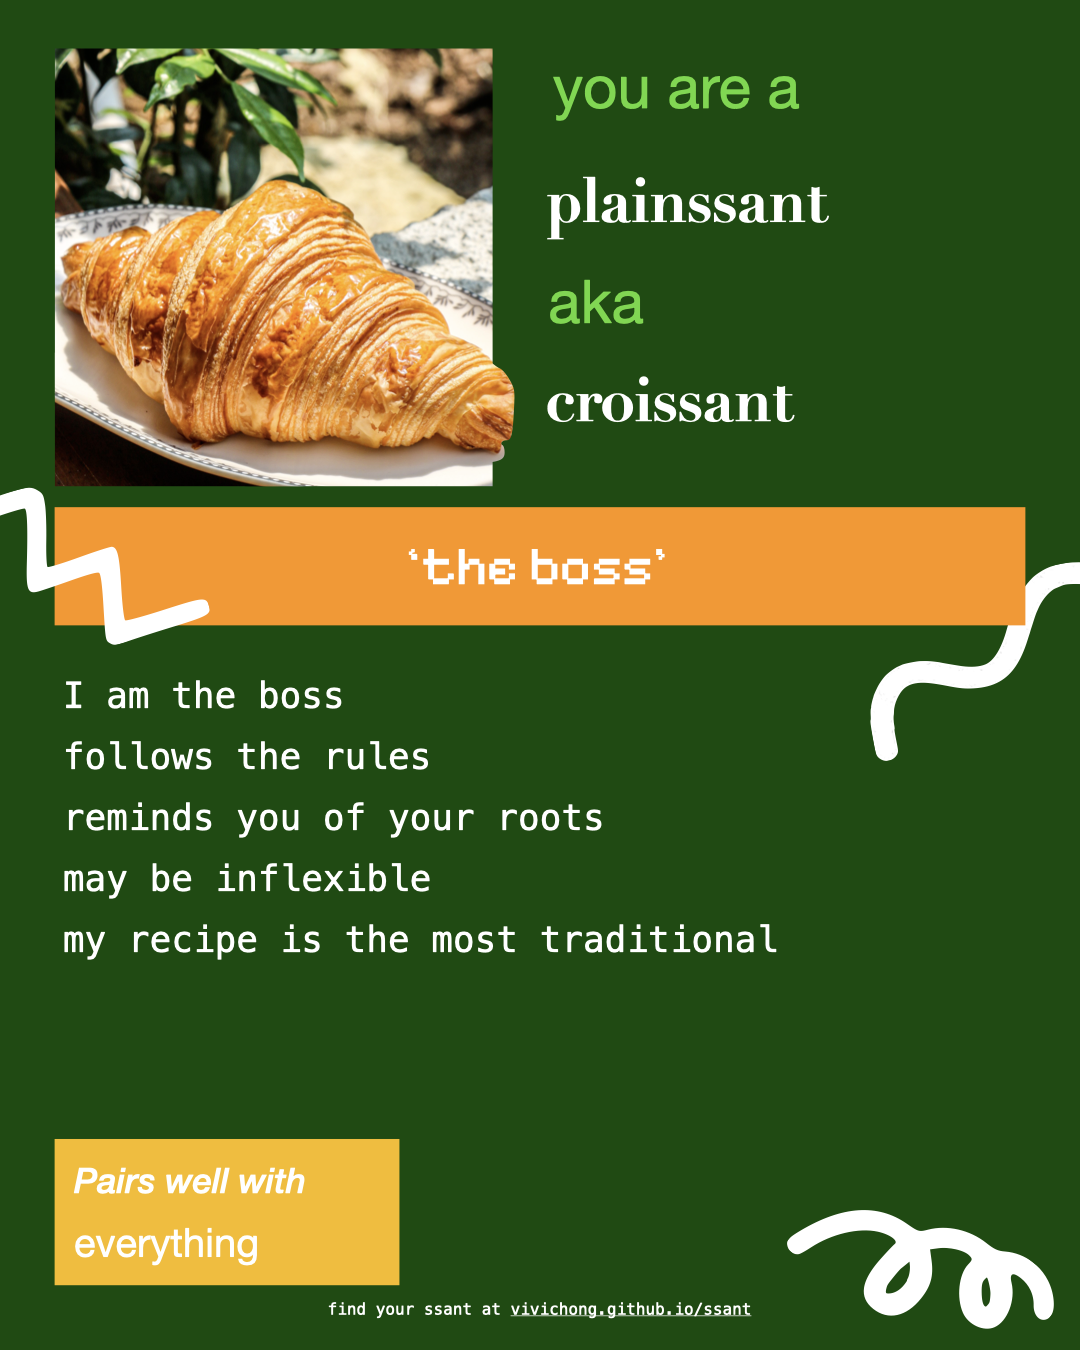 you are a
plainssant
aka
croissant
‘the boss’
I am the boss
follows the rules
reminds you of your roots
may be inflexible
my recipe is the most traditional
Pairs well with
everything
find your ssant at vivichong.github.io/ssant